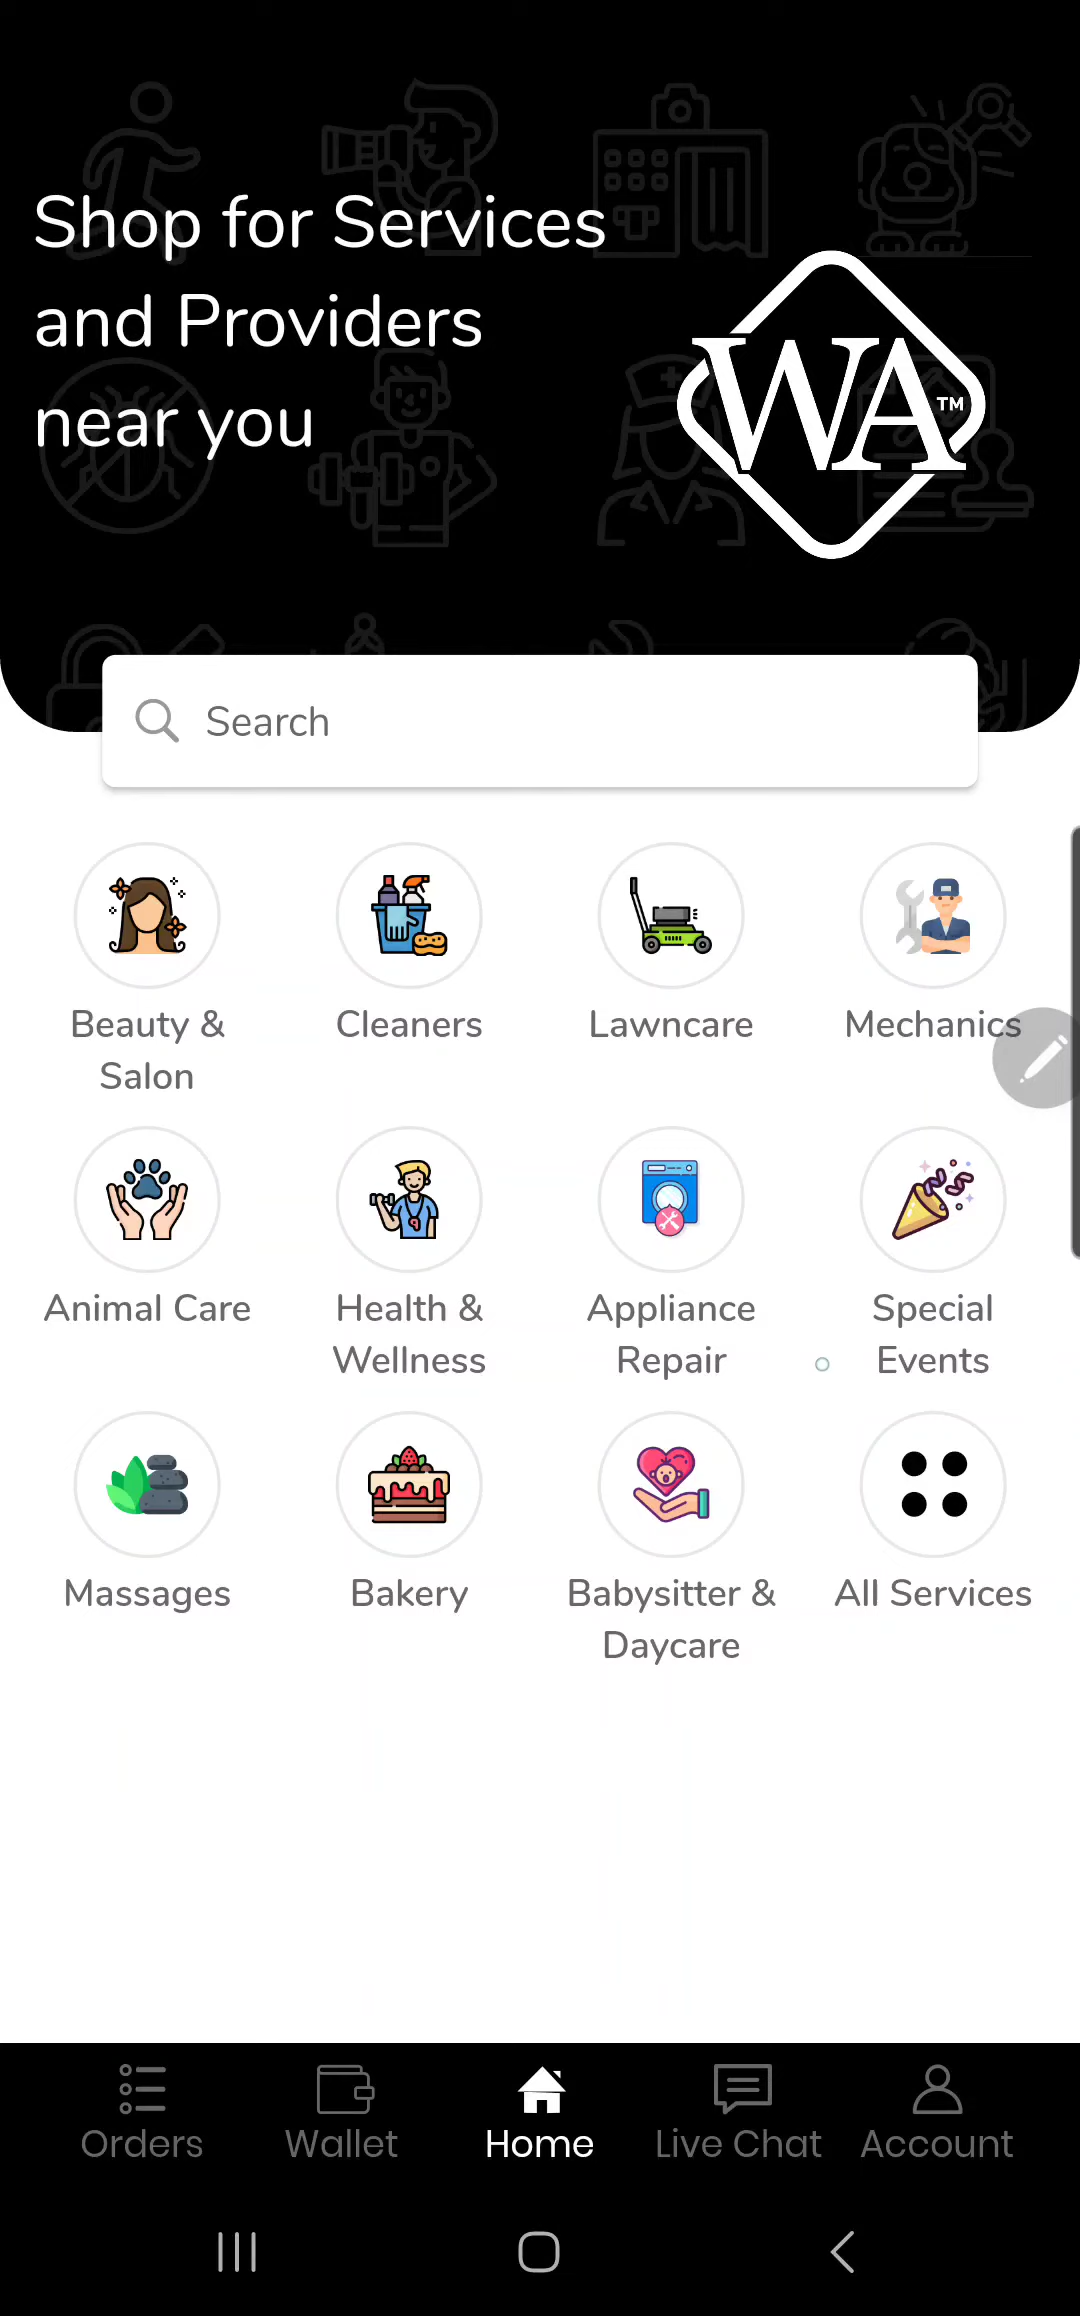 Shop for Services
and Providers
near you
WA™
Search
Beauty &
Salon
Cleaners
Lawncare
Mechanics
Animal Care
Health &
Wellness
Appliance
Repair
Special
Events
Massages
Bakery
Babysitter &
Daycare
All Services
Orders
Wallet
Home
Live Chat
Account